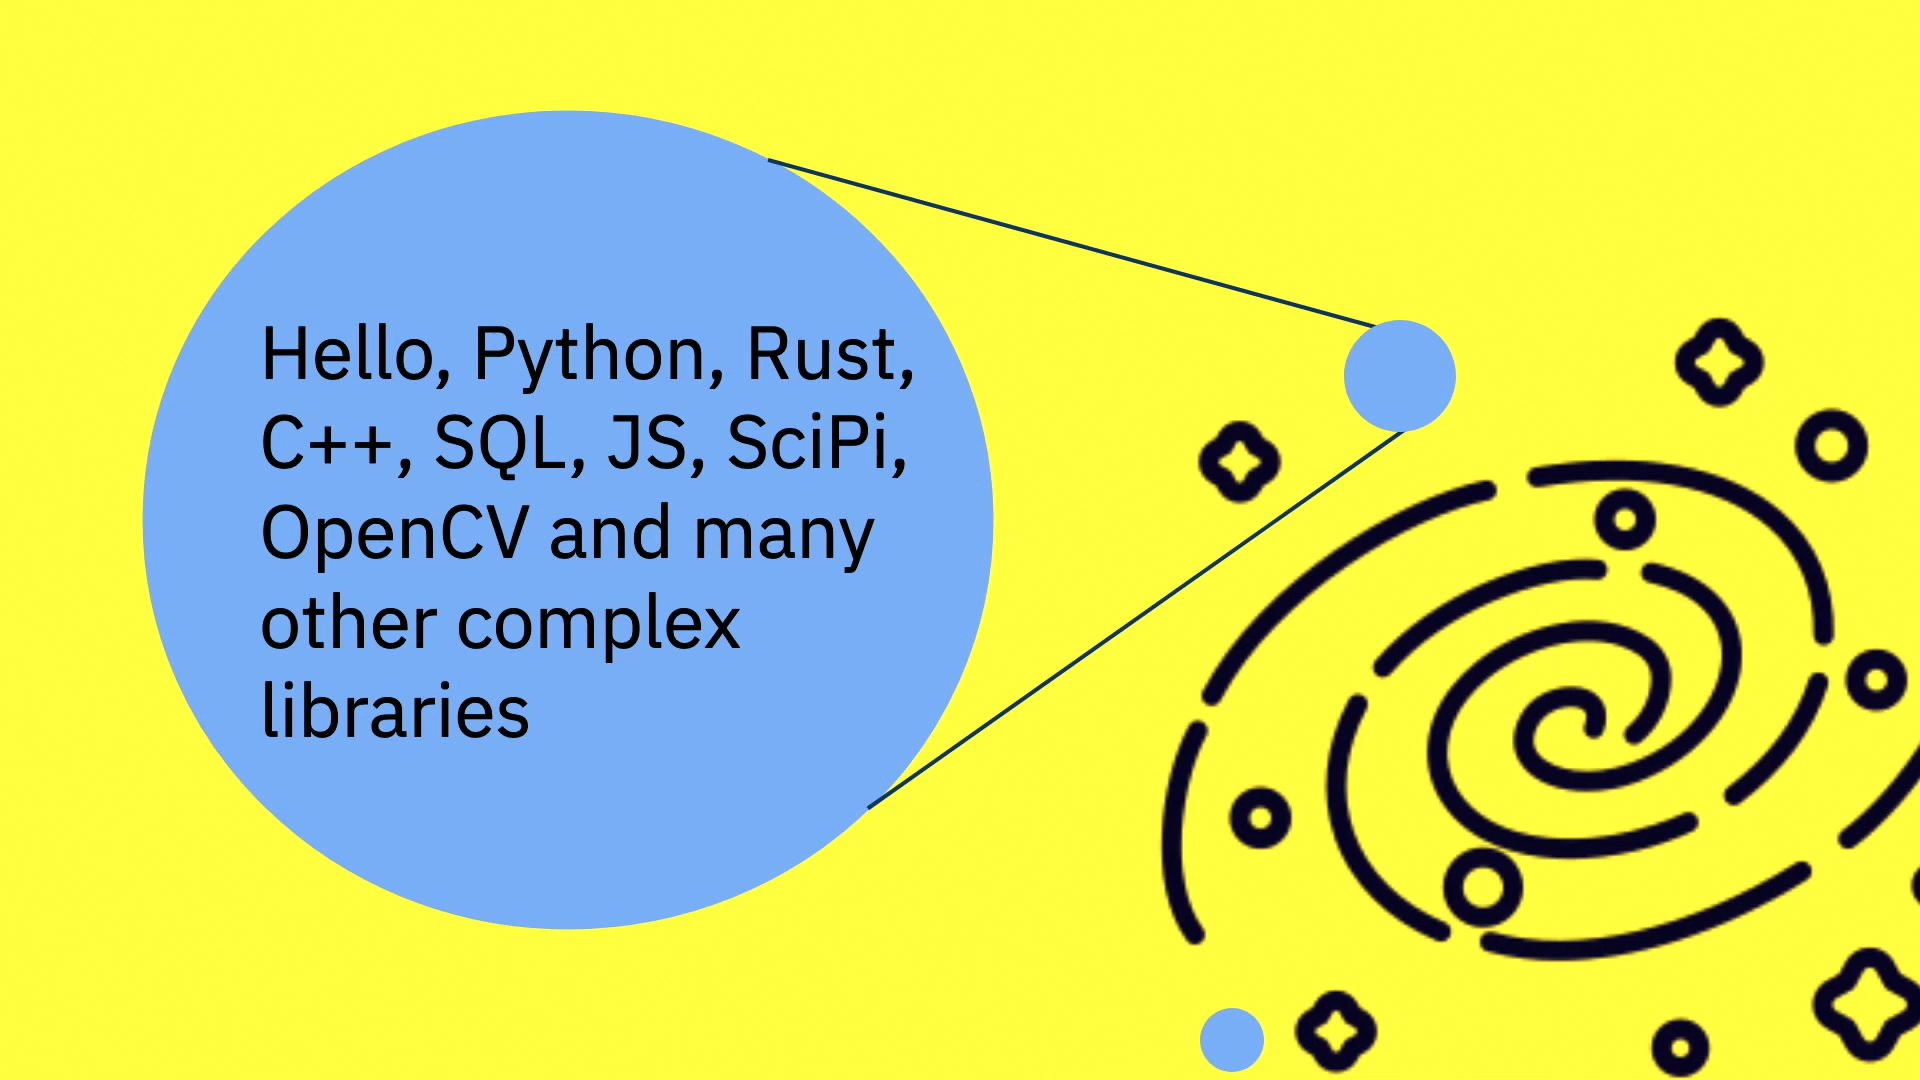 Hello, Python, Rust,
C++, SQL, JS, SciPi,
OpenCV and many
other complex
libraries